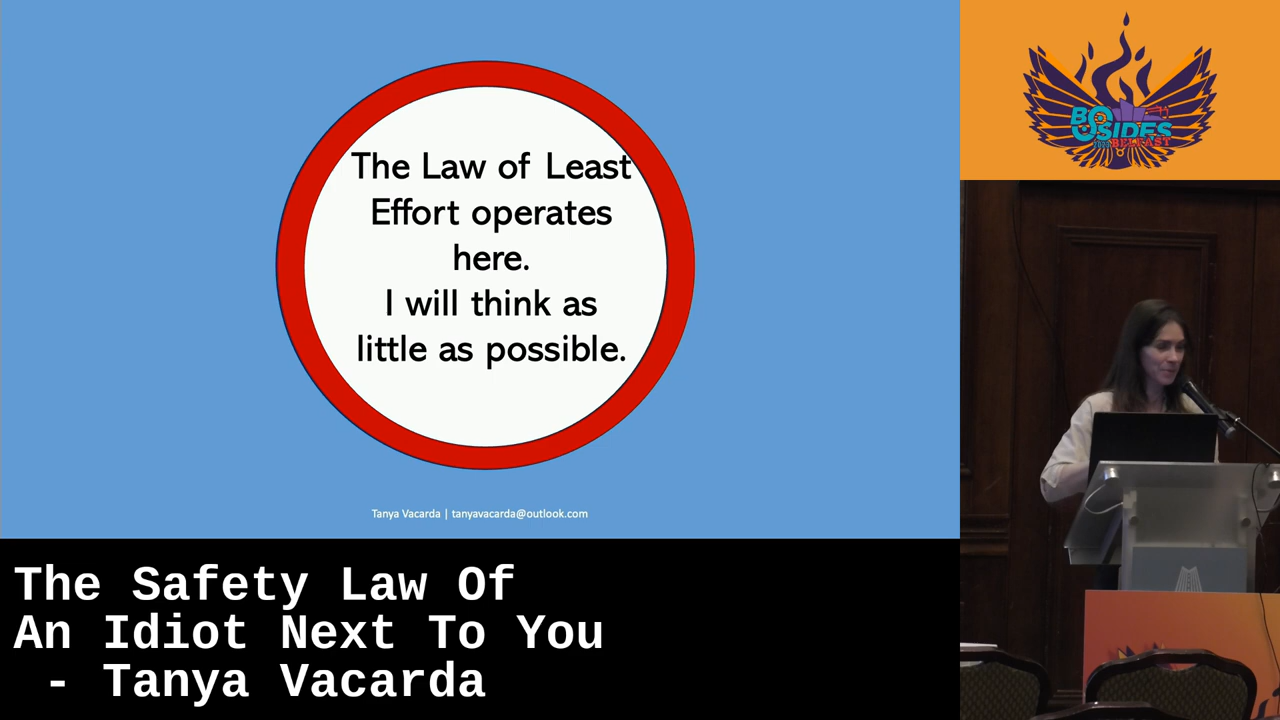 The Law of Least
Effort operates
here.
I will think as
little as possible.
Tanya Vacarda | tanyavacarda@outlook.com
The Safety Law Of
An Idiot Next To You
- Tanya Vacarda
BSIDES
BELFAST